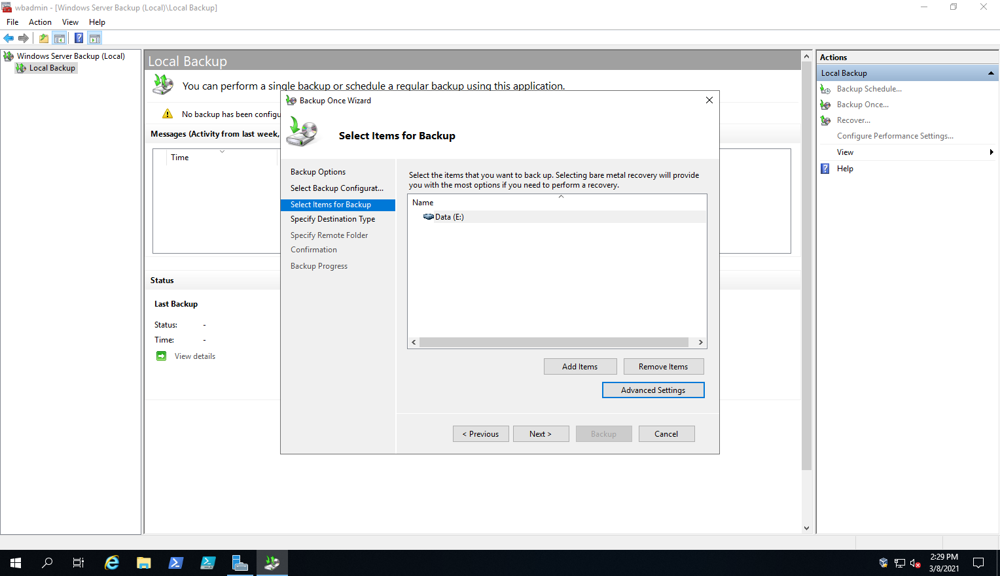 wbadmin - [Windows Server Backup (Local)\Local Backup]
File Action View Help
Windows Server Backup (Local)
Local Backup
Local Backup
You can perform a single backup or schedule a regular backup using this application.
No backup has been configu
Messages (Activity from last week,
Time
Status
Last Backup
Status: -
Time: -
View details
Backup Once Wizard
Select Items for Backup
Backup Options
Select Backup Configurat...
Select Items for Backup
Specify Destination Type
Specify Remote Folder
Confirmation
Backup Progress
Select the items that you want to back up. Selecting bare metal recovery will provide
you with the most options if you need to perform a recovery.
Name
Data (E:)
Add Items
Remove Items
Advanced Settings
< Previous
Next >
Backup
Cancel
Actions
Local Backup
Backup Schedule...
Backup Once...
Recover...
Configure Performance Settings...
View
Help
2:29 PM
3/8/2021